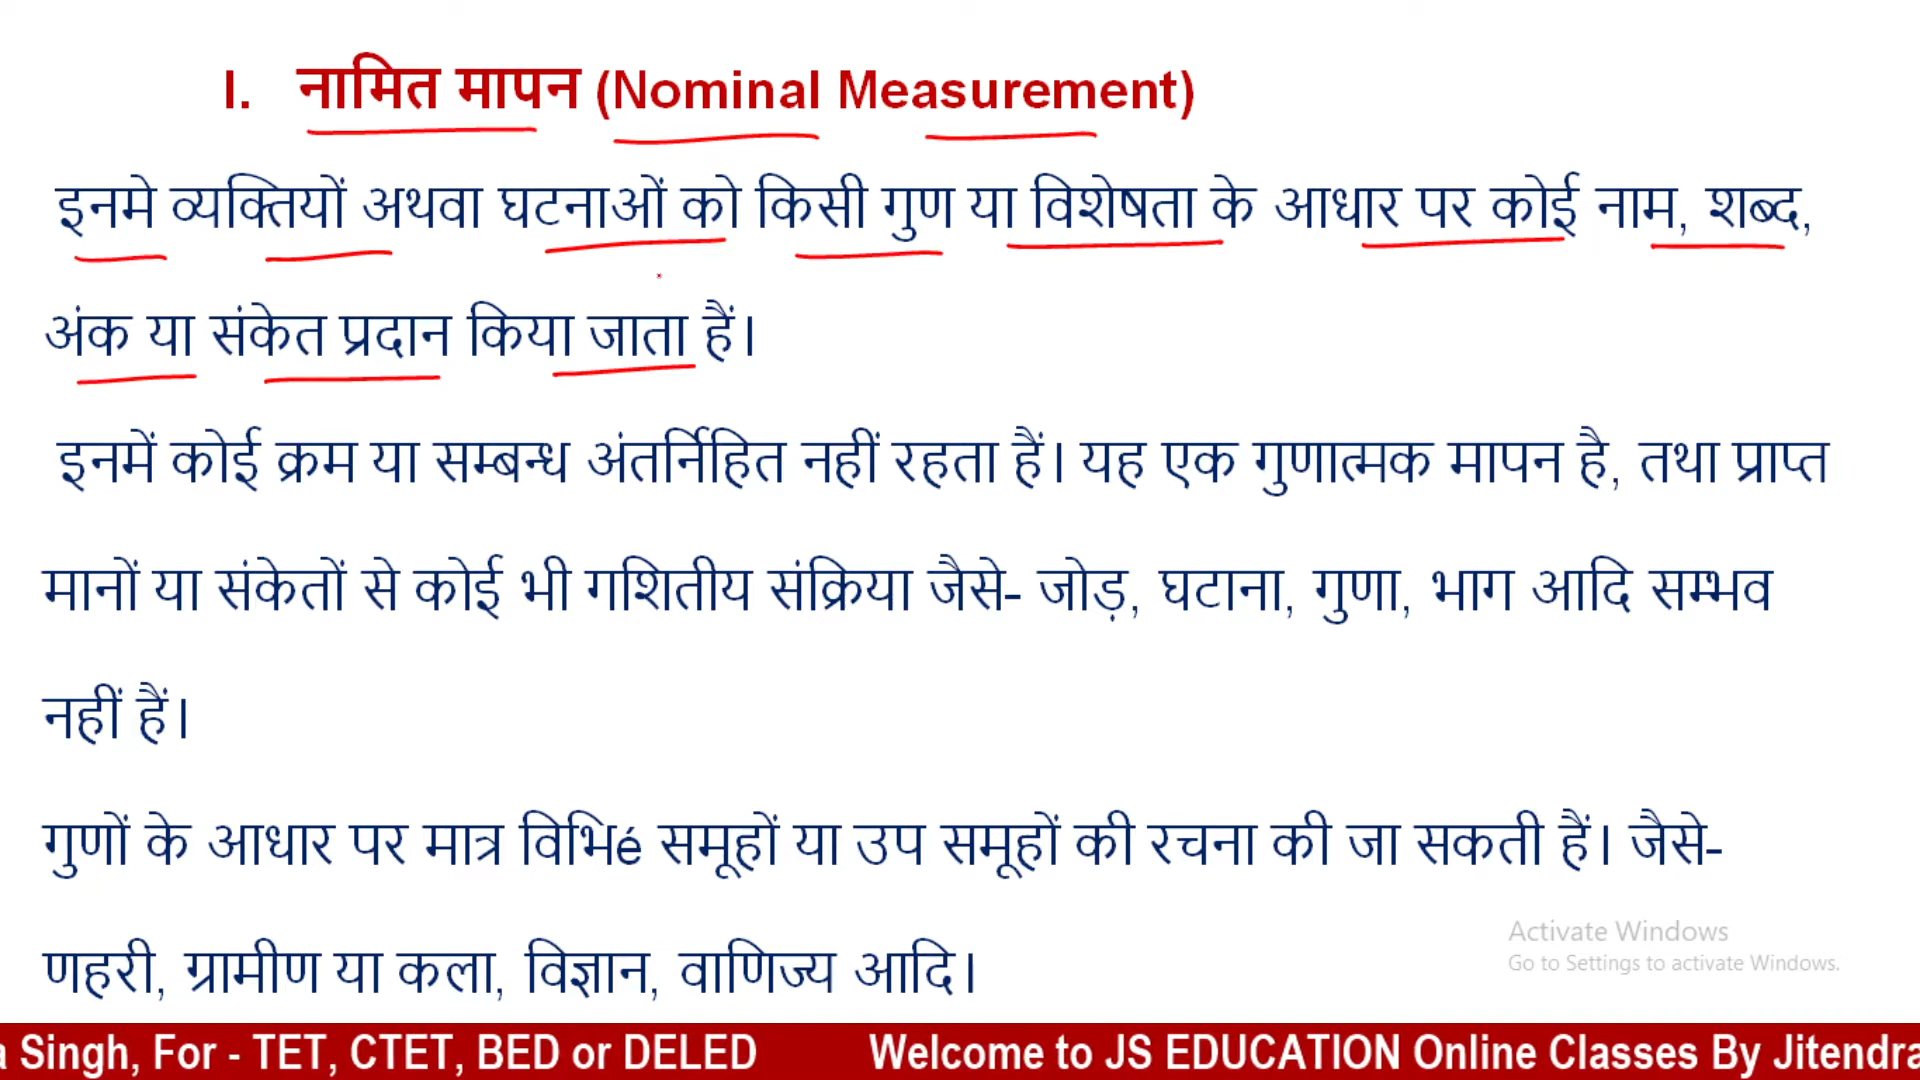 I. नामित मापन (Nominal Measurement)
इनमे व्यक्तियों अथवा घटनाओं को किसी गुण या विशेषता के आधार पर कोई नाम, शब्द,
अंक या संकेत प्रदान किया जाता हैं।
इनमें कोई क्रम या सम्बन्ध अंतर्निहित नहीं रहता हैं। यह एक गुणात्मक मापन है, तथा प्राप्त
मानों या संकेतों से कोई भी गशितीय संक्रिया जैसे- जोड़, घटाना, गुणा, भाग आदि सम्भव
नहीं हैं।
गुणों के आधार पर मात्र विभिé समूहों या उप समूहों की रचना की जा सकती हैं। जैसे-
णहरी, ग्रामीण या कला, विज्ञान, वाणिज्य आदि।
Activate Windows
Go to Settings to activate Windows.
a Singh, For - TET, CTET, BED or DELED Welcome to JS EDUCATION Online Classes By Jitendra